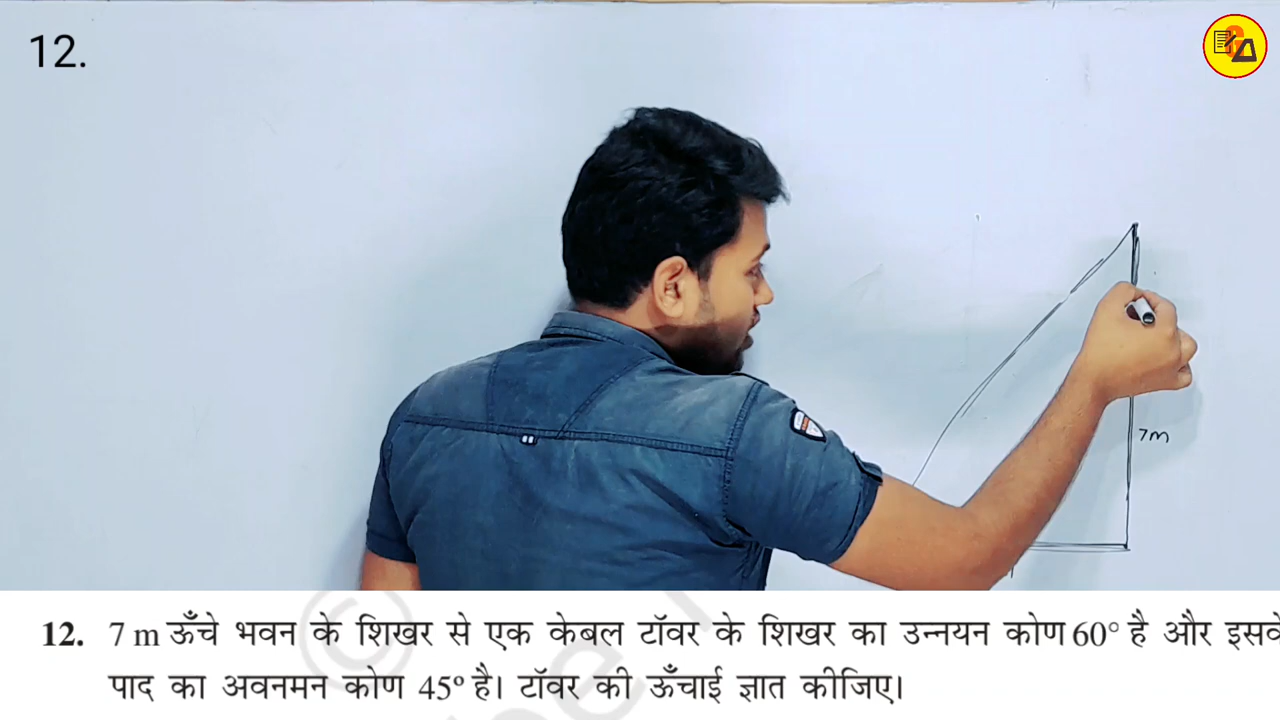 12.
7m
12. 7 m ऊँचे भवन के शिखर से एक केबल टॉवर के शिखर का उन्नयन कोण 60° है और इसके
पाद का अवनमन कोण 45° है। टॉवर की ऊँचाई ज्ञात कीजिए।